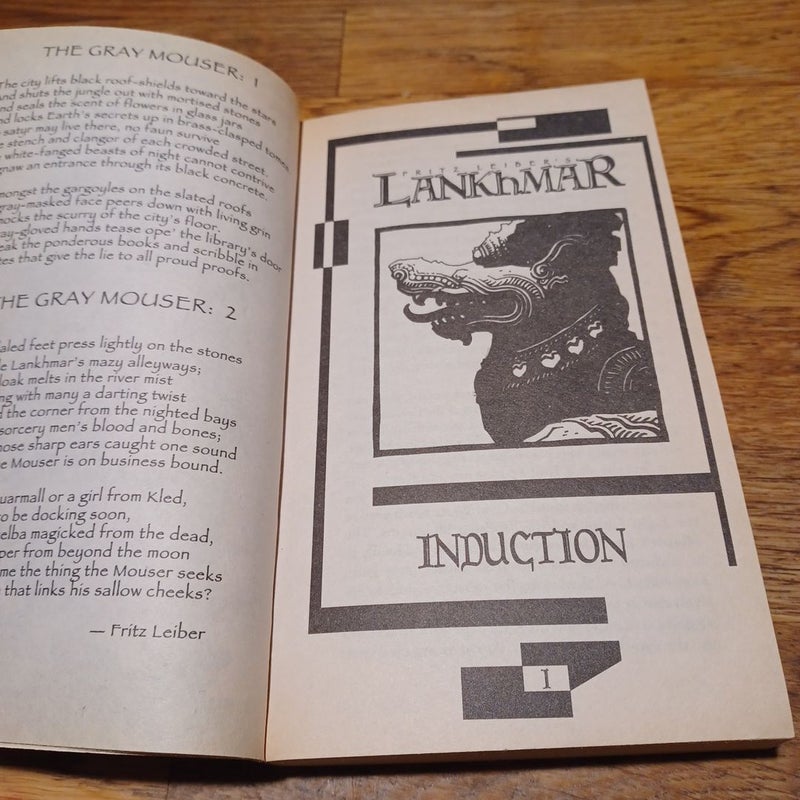 THE GRAY MOUSER: 1
The city lifts black roof-shields toward the stars
And shuts the jungle out with mortised stones
nd seals the scent of flowers in glass jars
nd locks Earth's secrets up in brass-clasped tomes.
satyr may live there, no faun survive
e stench and clangor of each crowded street.
white-fanged beasts of night cannot contrive
gnaw an entrance through its black concrete.
mongst the gargoyles on the slated roofs
gray-masked face peers down with living grin
ocks the scurry of the city's floor.
ay-gloved hands tease ope' the library's door
eak the ponderous books and scribble in
tes that give the lie to all proud proofs.
THE GRAY MOUSER: 2
aled feet press lightly on the stones
e Lankhmar's mazy alleyways;
loak melts in the river mist
ng with many a darting twist
d the corner from the nighted bays
sorcery men's blood and bones;
hose sharp ears caught one sound
e Mouser is on business bound.
uarmall or a girl from Kled,
o be docking soon,
elba magicked from the dead,
per from beyond the moon
me the thing the Mouser seeks
that links his sallow cheeks?
— Fritz Leiber
FRITZ LEIBER'S
LANKhMAR
INDUCTION
1